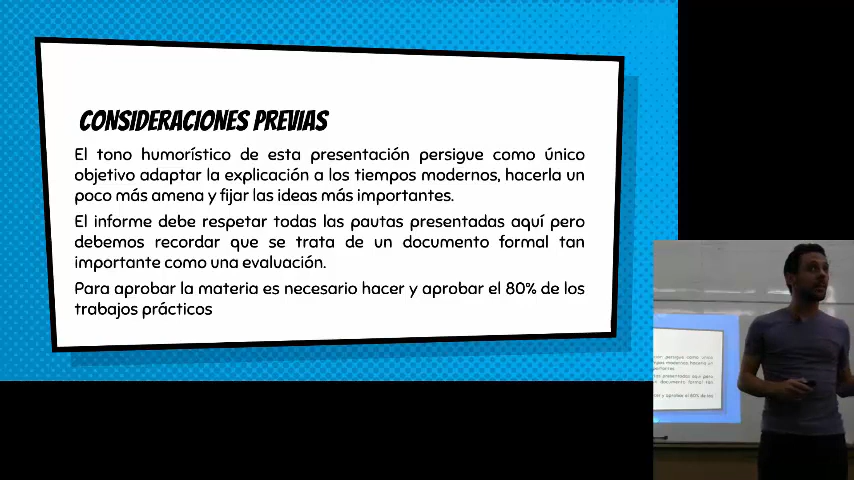 CONSIDERACIONES PREVIAS
El tono humorístico de esta presentación persigue como único
objetivo adaptar la explicación a los tiempos modernos, hacerla un
poco más amena y fijar las ideas más importantes.
El informe debe respetar todas las pautas presentadas aquí pero
debemos recordar que se trata de un documento formal tan
importante como una evaluación.
Para aprobar la materia es necesario hacer y aprobar el 80% de los
trabajos prácticos